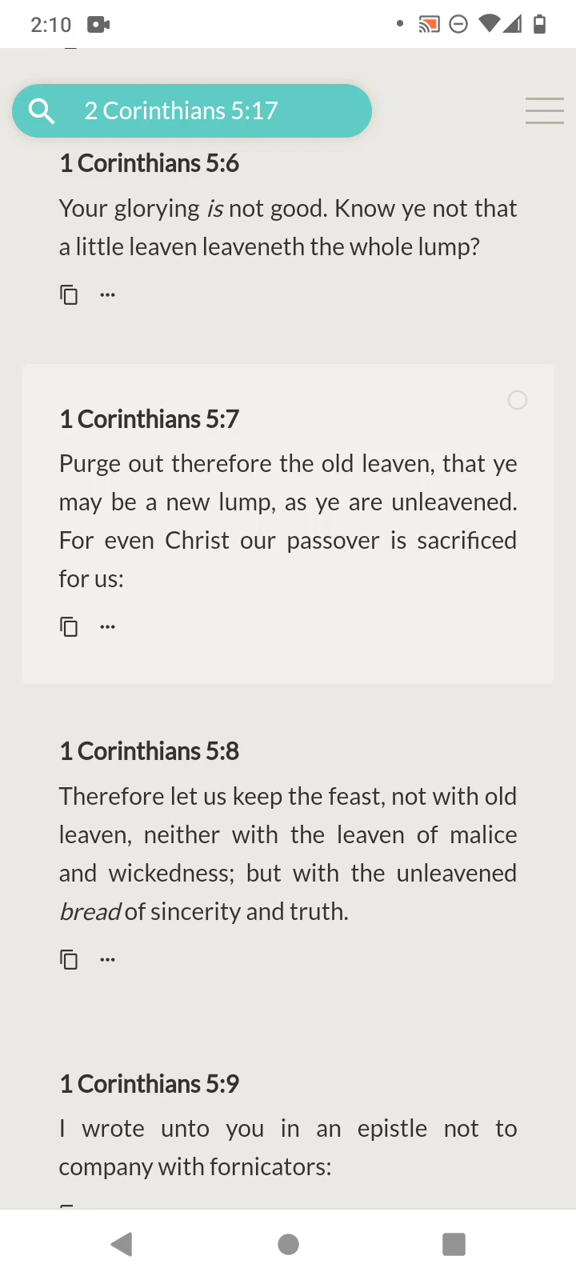 2:10
2 Corinthians 5:17
1 Corinthians 5:6
Your glorying is not good. Know ye not that
a little leaven leaveneth the whole lump?
1 Corinthians 5:7
Purge out therefore the old leaven, that ye
may be a new lump, as ye are unleavened.
For even Christ our passover is sacrificed
for us:
1 Corinthians 5:8
Therefore let us keep the feast, not with old
leaven, neither with the leaven of malice
and wickedness; but with the unleavened
bread of sincerity and truth.
1 Corinthians 5:9
I wrote unto you in an epistle not to
company with fornicators: